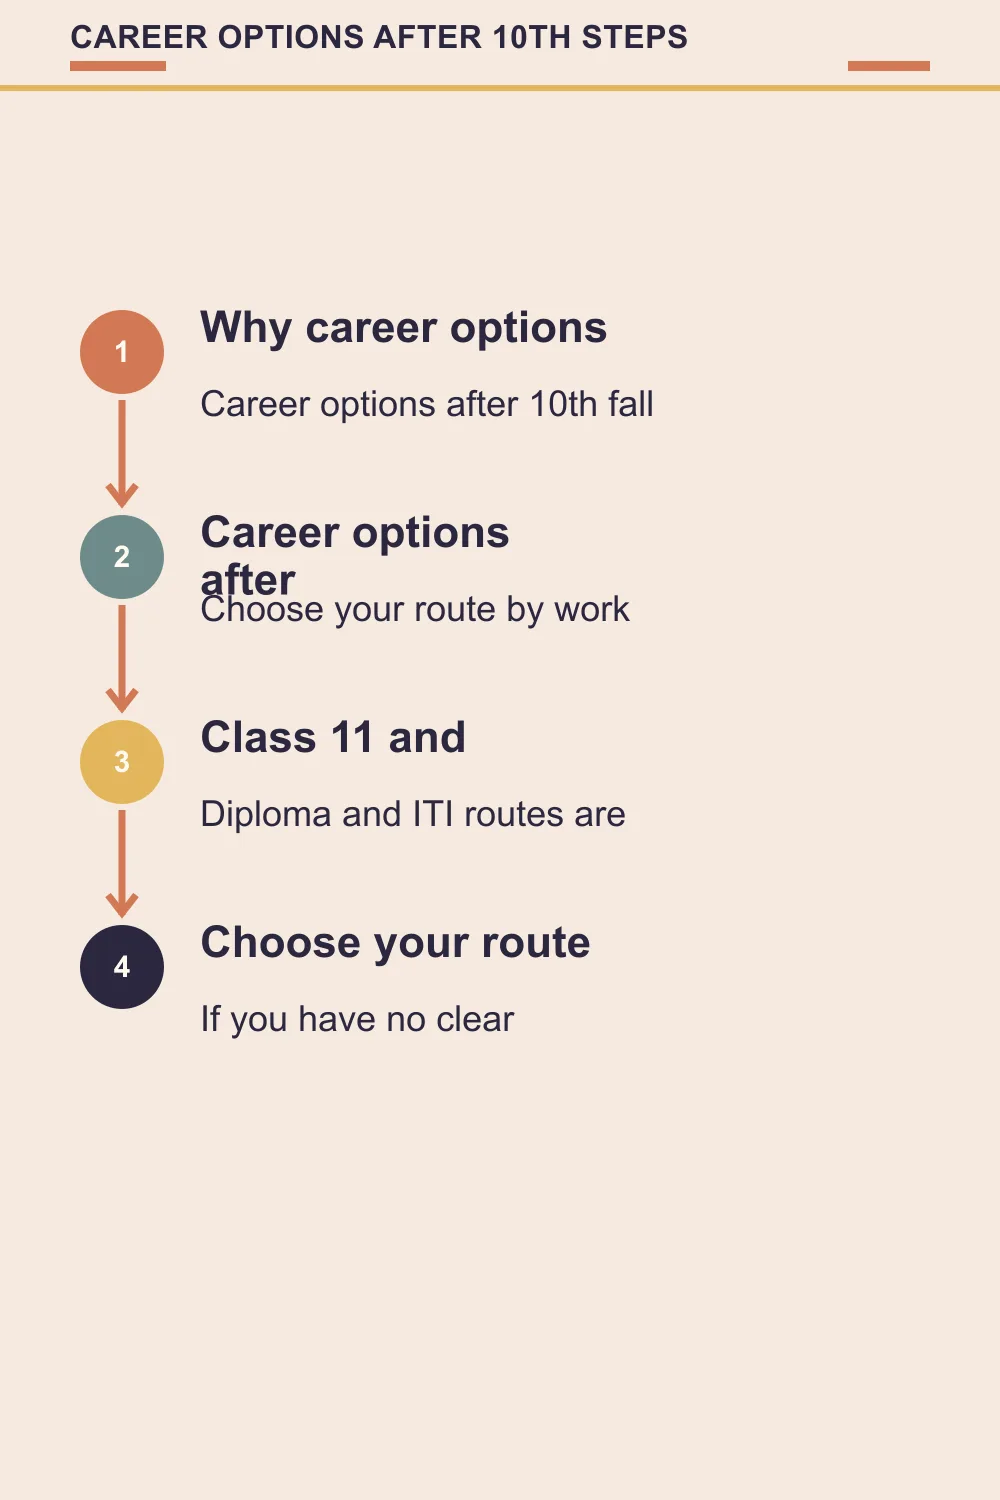 CAREER OPTIONS AFTER 10TH STEPS
1
Why career options
Career options after 10th fall
2
Career options
after
Choose your route by work
3
Class 11 and
Diploma and ITI routes are
4
Choose your route
If you have no clear